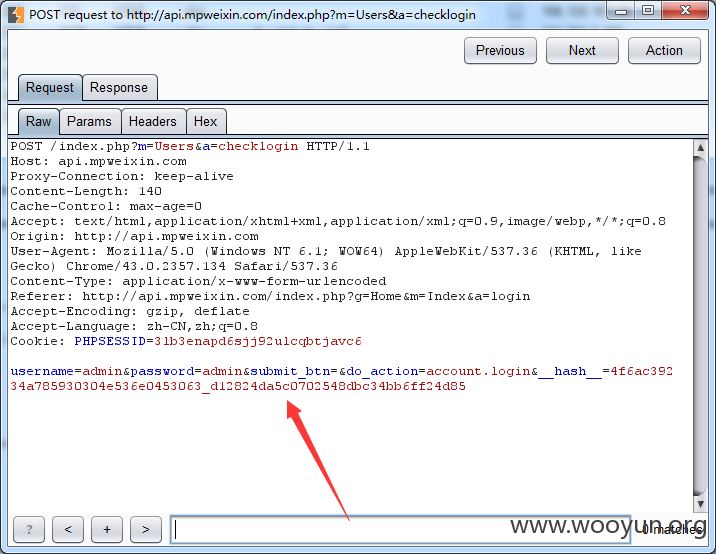 POST request to http://api.mpweixin.com/index.php?m=Users&a=checklogin
Previous Next Action
Request Response
Raw Params Headers Hex
POST /index.php?m=Users&a=checklogin HTTP/1.1
Host: api.mpweixin.com
Proxy-Connection: keep-alive
Content-Length: 140
Cache-Control: max-age=0
Accept: text/html,application/xhtml+xml,application/xml;q=0.9,image/webp,*/*;q=0.8
Origin: http://api.mpweixin.com
User-Agent: Mozilla/5.0 (Windows NT 6.1; WOW64) AppleWebKit/537.36 (KHTML, like
Gecko) Chrome/43.0.2357.134 Safari/537.36
Content-Type: application/x-www-form-urlencoded
Referer: http://api.mpweixin.com/index.php?g=Home&m=Index&a=login
Accept-Encoding: gzip, deflate
Accept-Language: zh-CN,zh;q=0.8
Cookie: PHPSESSID=3lb3enapd6sjj92ulcqbtjavc6
username=admin&password=admin&submit_btn=&do_action=account.login&__hash__=4f6ac392
34a785930304e536e0453063_d12824da5c0702548dbc34bb6ff24d85
? < + > 0 matches
www.wooyun.org